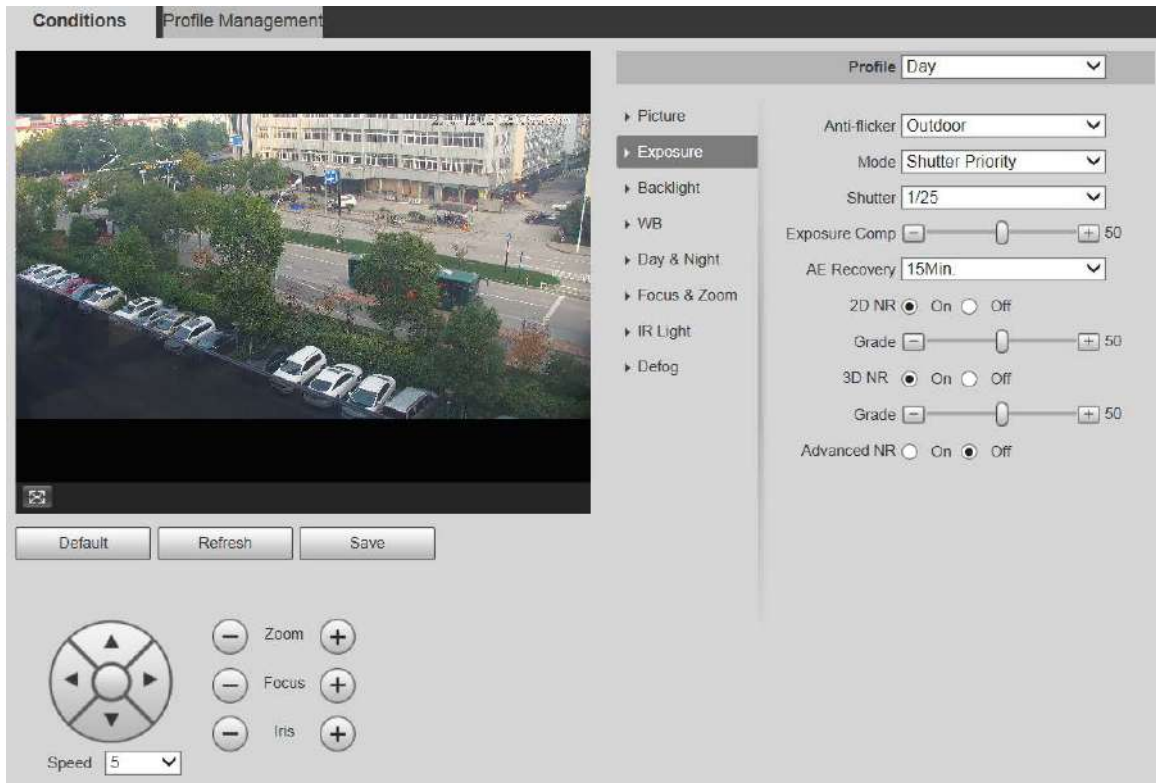 Conditions
Profile Management
Profile Day
Picture
Exposure
Backlight
WB
Day & Night
Focus & Zoom
IR Light
Defog
Anti-flicker Outdoor
Mode Shutter Priority
Shutter 1/25
Exposure Comp 50
AE Recovery 15Min.
2D NR On Off
Grade 50
3D NR On Off
Grade 50
Advanced NR On Off
Default Refresh Save
Zoom
Focus
Iris
Speed 5